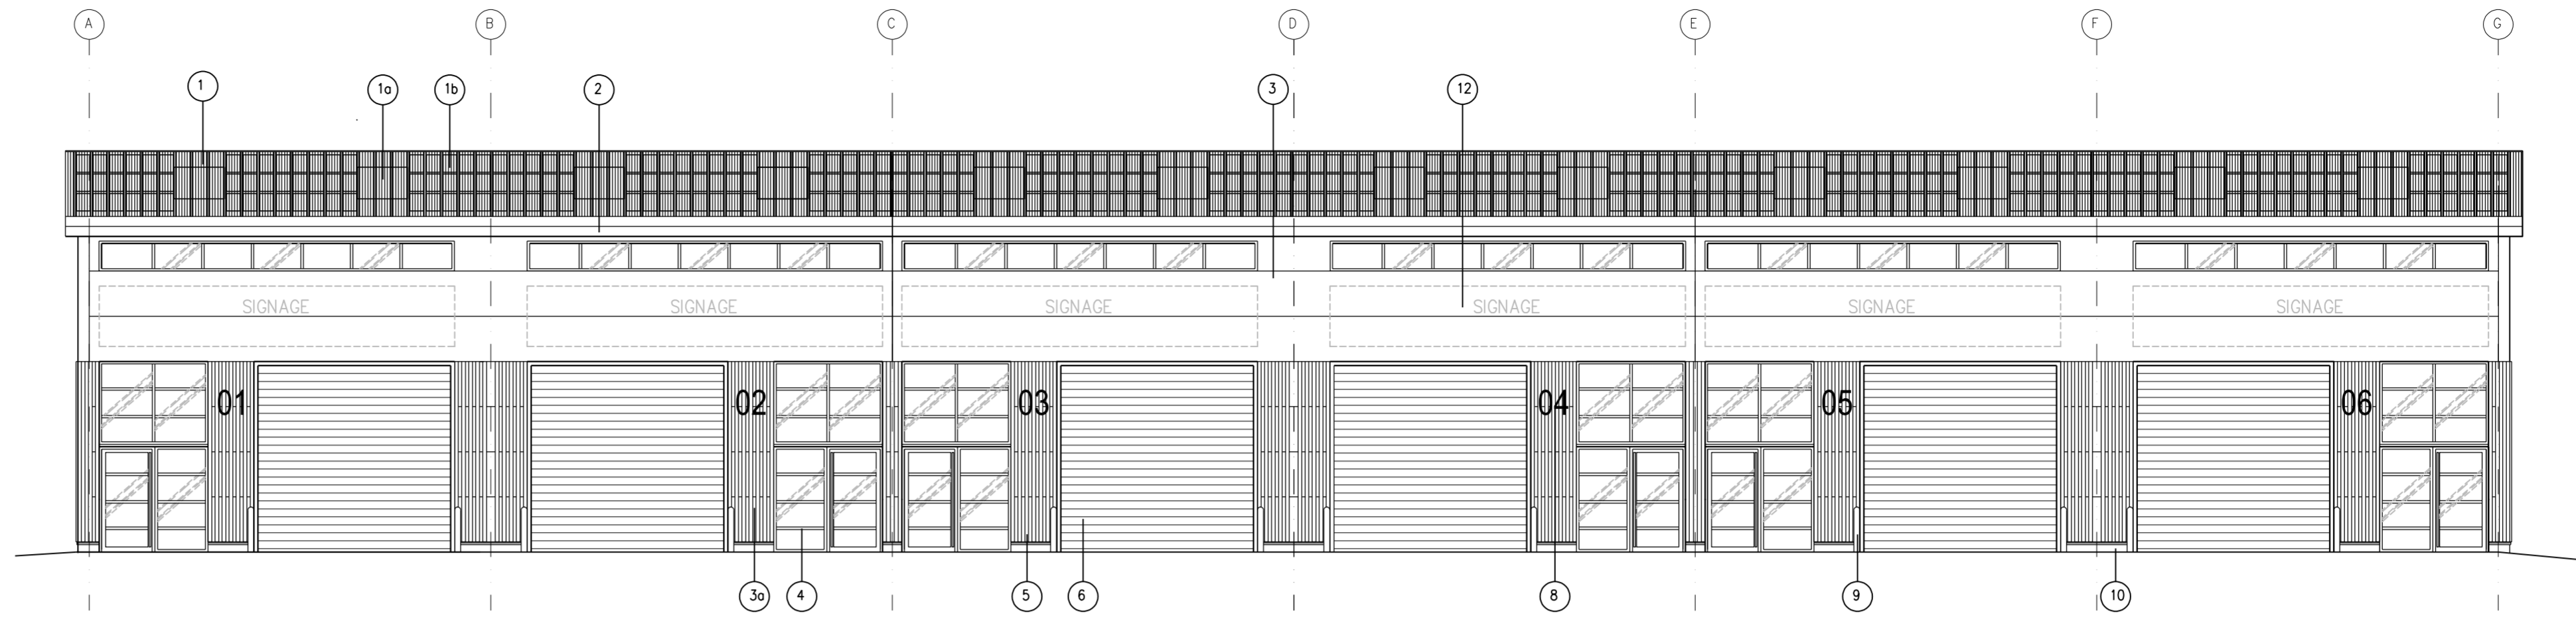 A B C D E F G
1 1a 1b 2 3 12
SIGNAGE SIGNAGE SIGNAGE SIGNAGE SIGNAGE SIGNAGE
01 02 03 04 05 06
3a 4 5 6 8 9 10